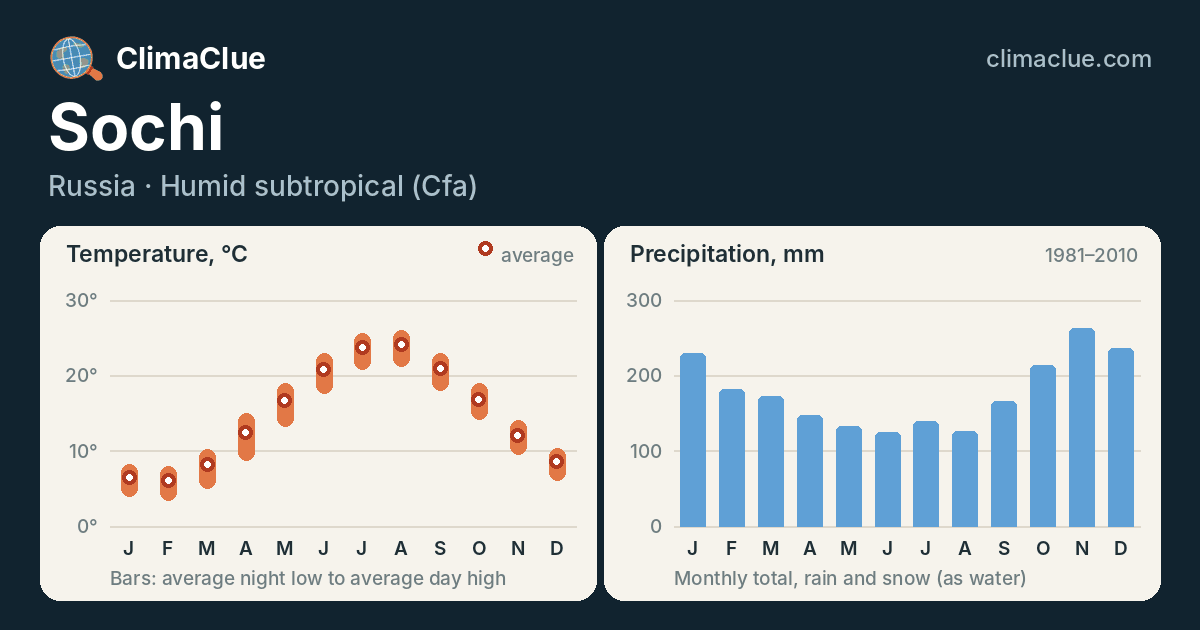 ClimaClue
climaclue.com
Sochi
Russia · Humid subtropical (Cfa)
Temperature, °C
average
30°
20°
10°
0°
J F M A M J J A S O N D
Bars: average night low to average day high
Precipitation, mm
1981–2010
300
200
100
0
J F M A M J J A S O N D
Monthly total, rain and snow (as water)